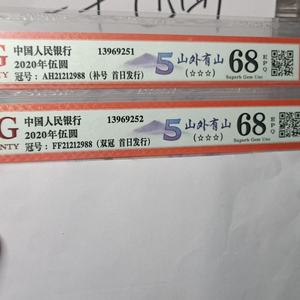 G
NTY
中国人民银行 13969251
2020年伍圆
冠号：AH21212988（补号 首日发行）
5 山外有山
（☆☆☆）
68 EPQ
Superb Gem Unc
G
NTY
中国人民银行 13969252
2020年伍圆
冠号：FF21212988（双冠 首日发行）
5 山外有山
（☆☆☆）
68 EPQ
Superb Gem Unc